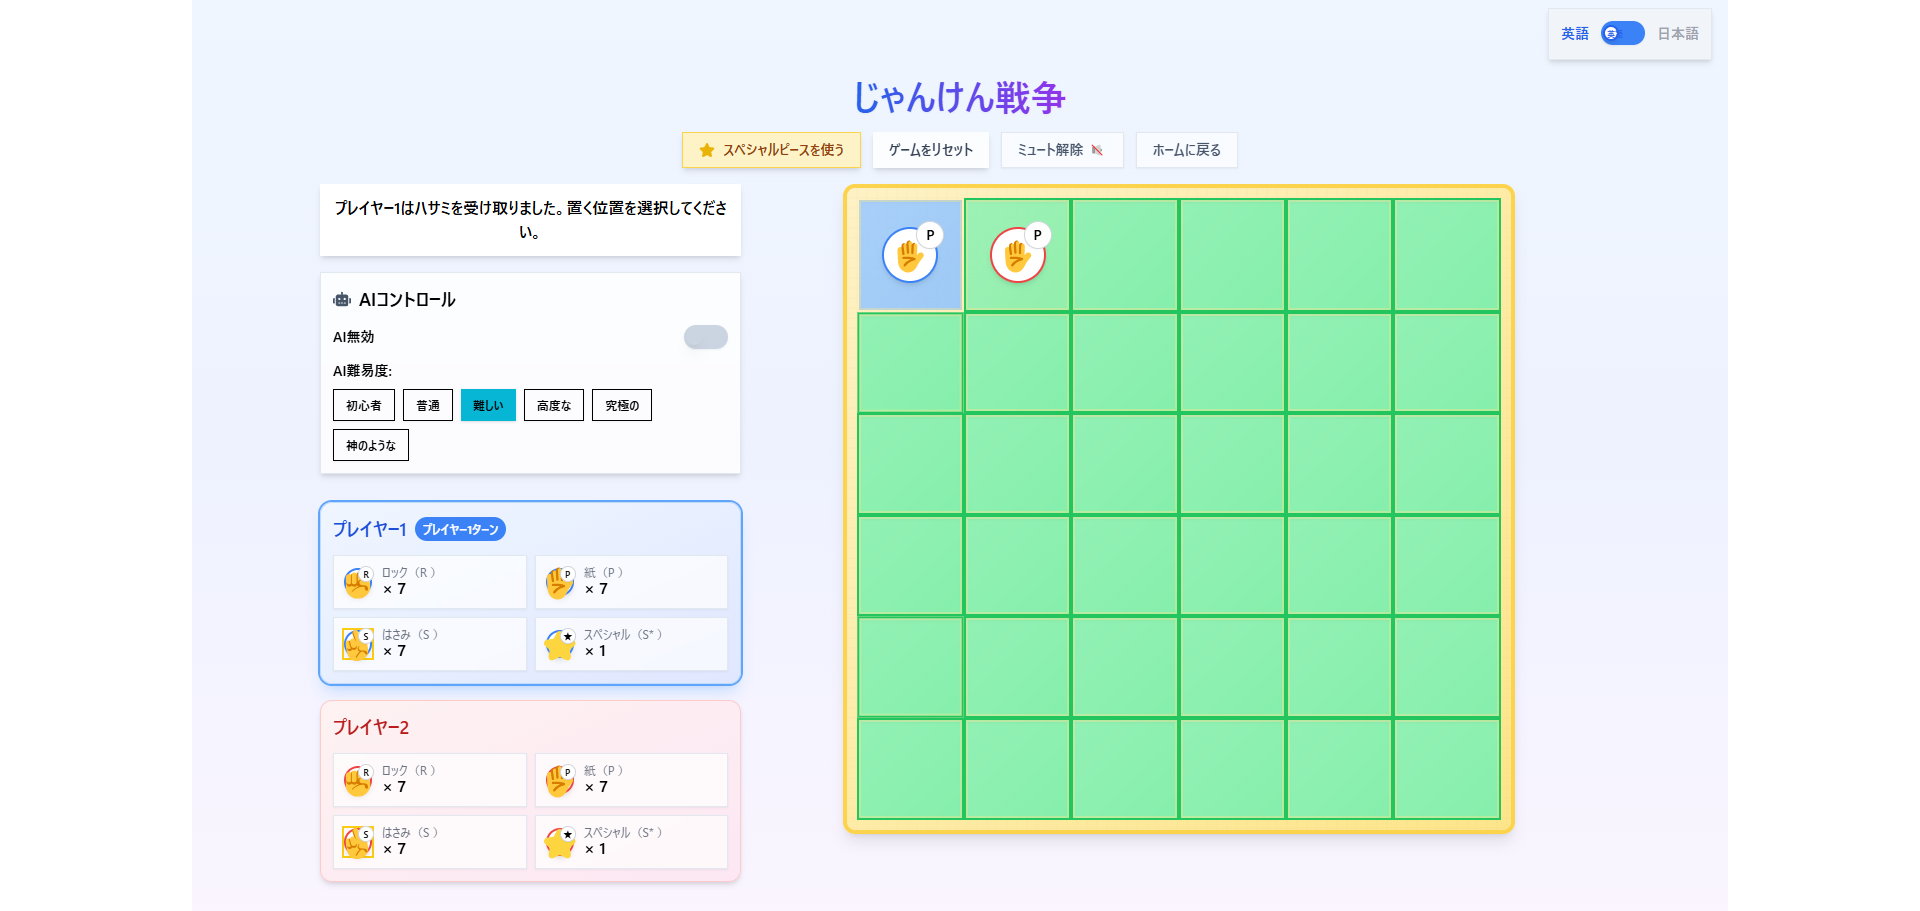 英語 英 日本語
じゃんけん戦争
スペシャルピースを使う ゲームをリセット ミュート解除 ホームに戻る
プレイヤー1はハサミを受け取りました。置く位置を選択してくださ
い。
AIコントロール
AI無効
AI難易度:
初心者 普通 難しい 高度な 究極の
神のような
プレイヤー1 プレイヤー1ターン
R ロック（R ）
× 7
P 紙（P ）
× 7
S はさみ（S ）
× 7
★ スペシャル（S* ）
× 1
プレイヤー2
R ロック（R ）
× 7
P 紙（P ）
× 7
S はさみ（S ）
× 7
★ スペシャル（S* ）
× 1
P P